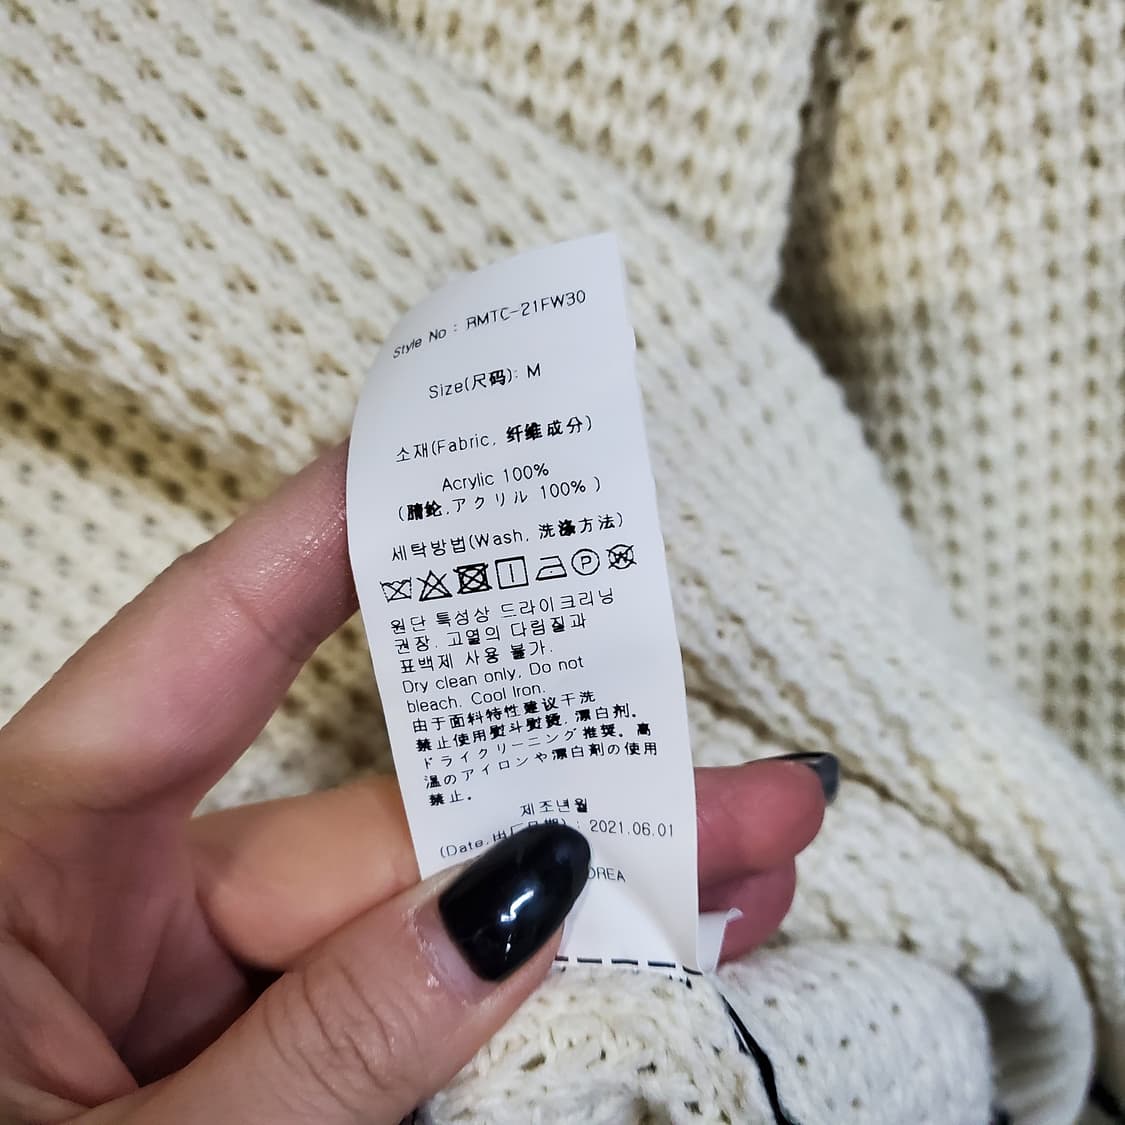 Style No : RMTC-21FW30
Size(尺码): M
소재(Fabric, 纤维成分)
Acrylic 100%
(腈纶,アクリル 100% )
세탁방법(Wash, 洗涤方法)
원단 특성상 드라이크리닝
권장. 고열의 다림질과
표백제 사용 불가.
Dry clean only, Do not
bleach, Cool Iron.
由于面料特性建议干洗
禁止使用熨斗熨烫, 漂白剂。
ドライクリーニング推奨。高
温のアイロンや漂白剤の使用
禁止。
제조년월
(Date, : 2021.06.01